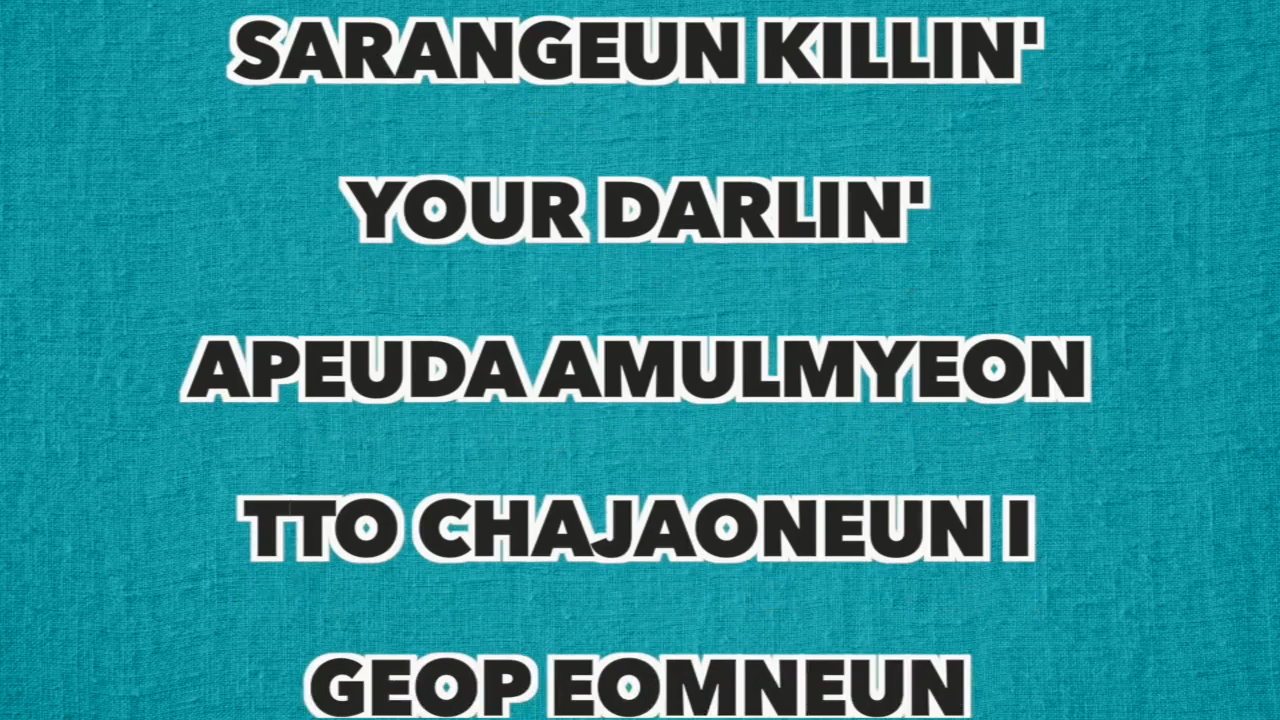 SARANGEUN KILLIN'
YOUR DARLIN'
APEUDA AMULMYEON
TTO CHAJAONEUN I
GEOP EOMNEUN